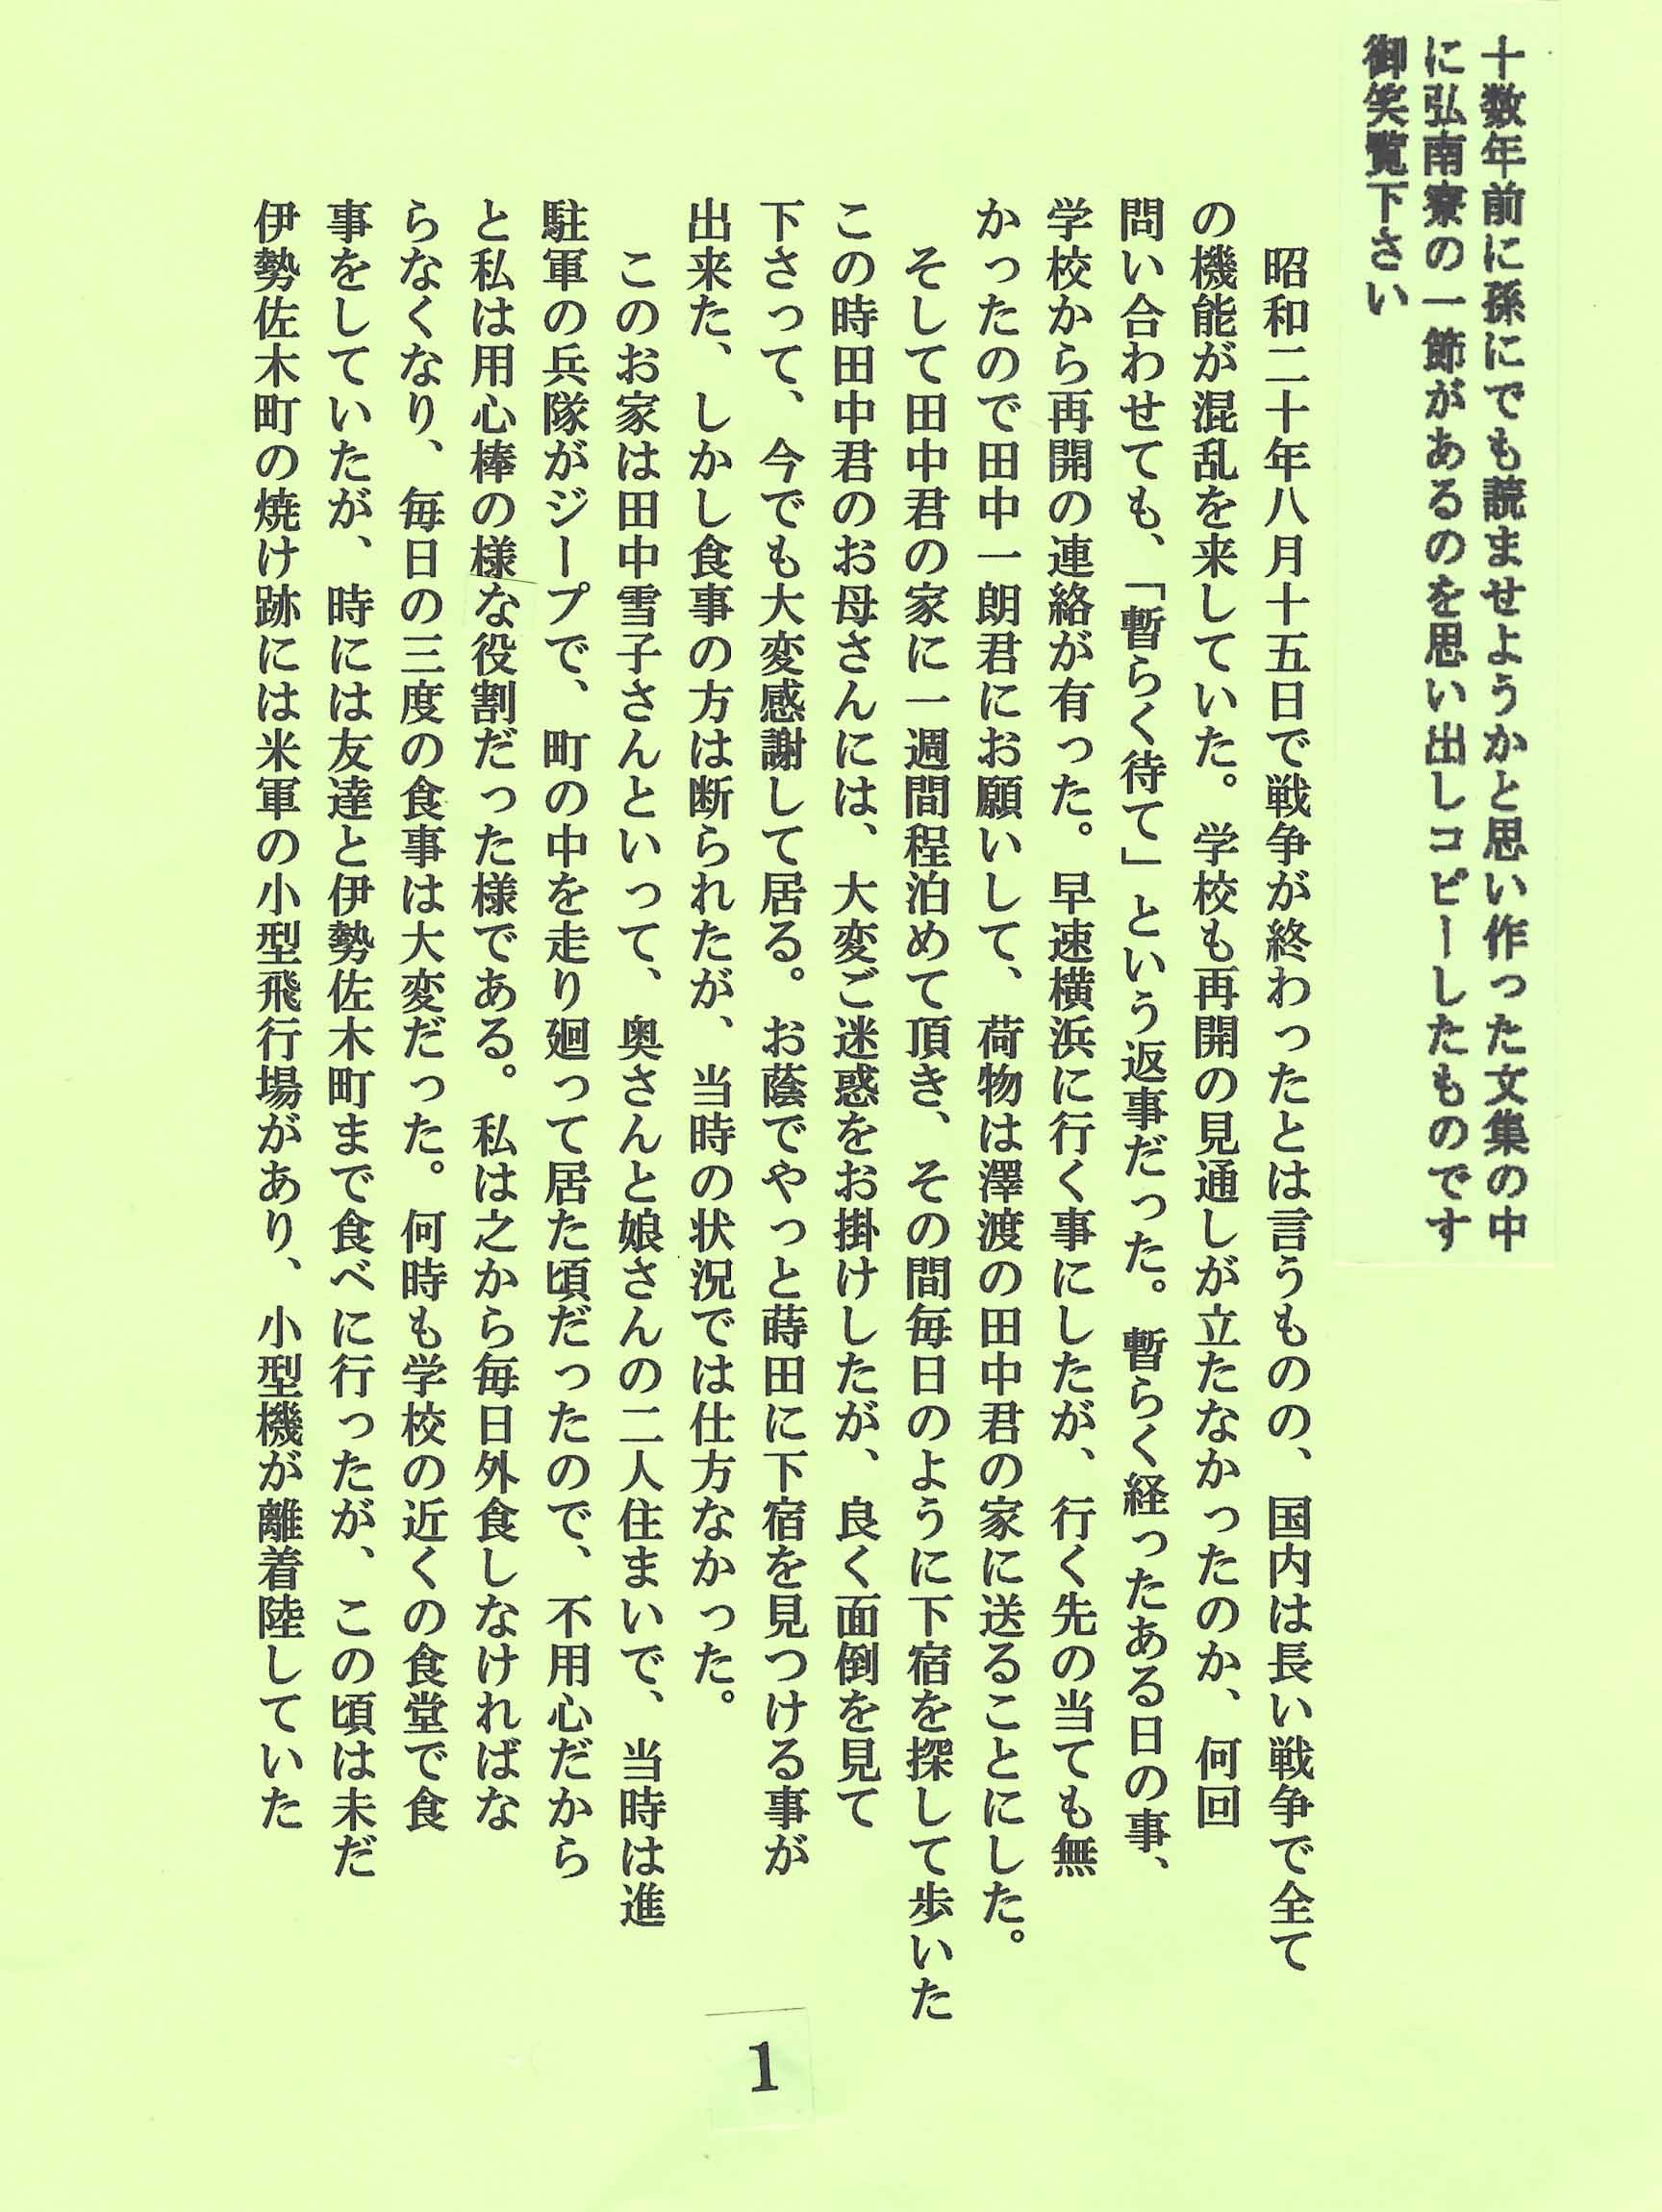 十数年前に孫にでも読ませようかと思い作った文集の中
に弘南寮の一節があるのを思い出しコピーしたものです
御笑覧下さい
昭和二十年八月十五日で戦争が終わったとは言うものの、国内は長い戦争で全て
の機能が混乱を来していた。学校も再開の見通しが立たなかったのか、何回
問い合わせても、「暫らく待て」という返事だった。暫らく経ったある日の事、
学校から再開の連絡が有った。早速横浜に行く事にしたが、行く先の当ても無
かったので田中一朗君にお願いして、荷物は澤渡の田中君の家に送ることにした。
そして田中君の家に一週間程泊めて頂き、その間毎日のように下宿を探して歩いた
この時田中君のお母さんには、大変ご迷惑をお掛けしたが、良く面倒を見て
下さって、今でも大変感謝して居る。お蔭でやっと蒔田に下宿を見つける事が
出来た、しかし食事の方は断られたが、当時の状況では仕方なかった。
このお家は田中雪子さんといって、奥さんと娘さんの二人住まいで、当時は進
駐軍の兵隊がジープで、町の中を走り廻って居た頃だったので、不用心だから
と私は用心棒の様な役割だった様である。私は之から毎日外食しなければな
らなくなり、毎日の三度の食事は大変だった。何時も学校の近くの食堂で食
事をしていたが、時には友達と伊勢佐木町まで食べに行ったが、この頃は未だ
伊勢佐木町の焼け跡には米軍の小型飛行場があり、小型機が離着陸していた
1